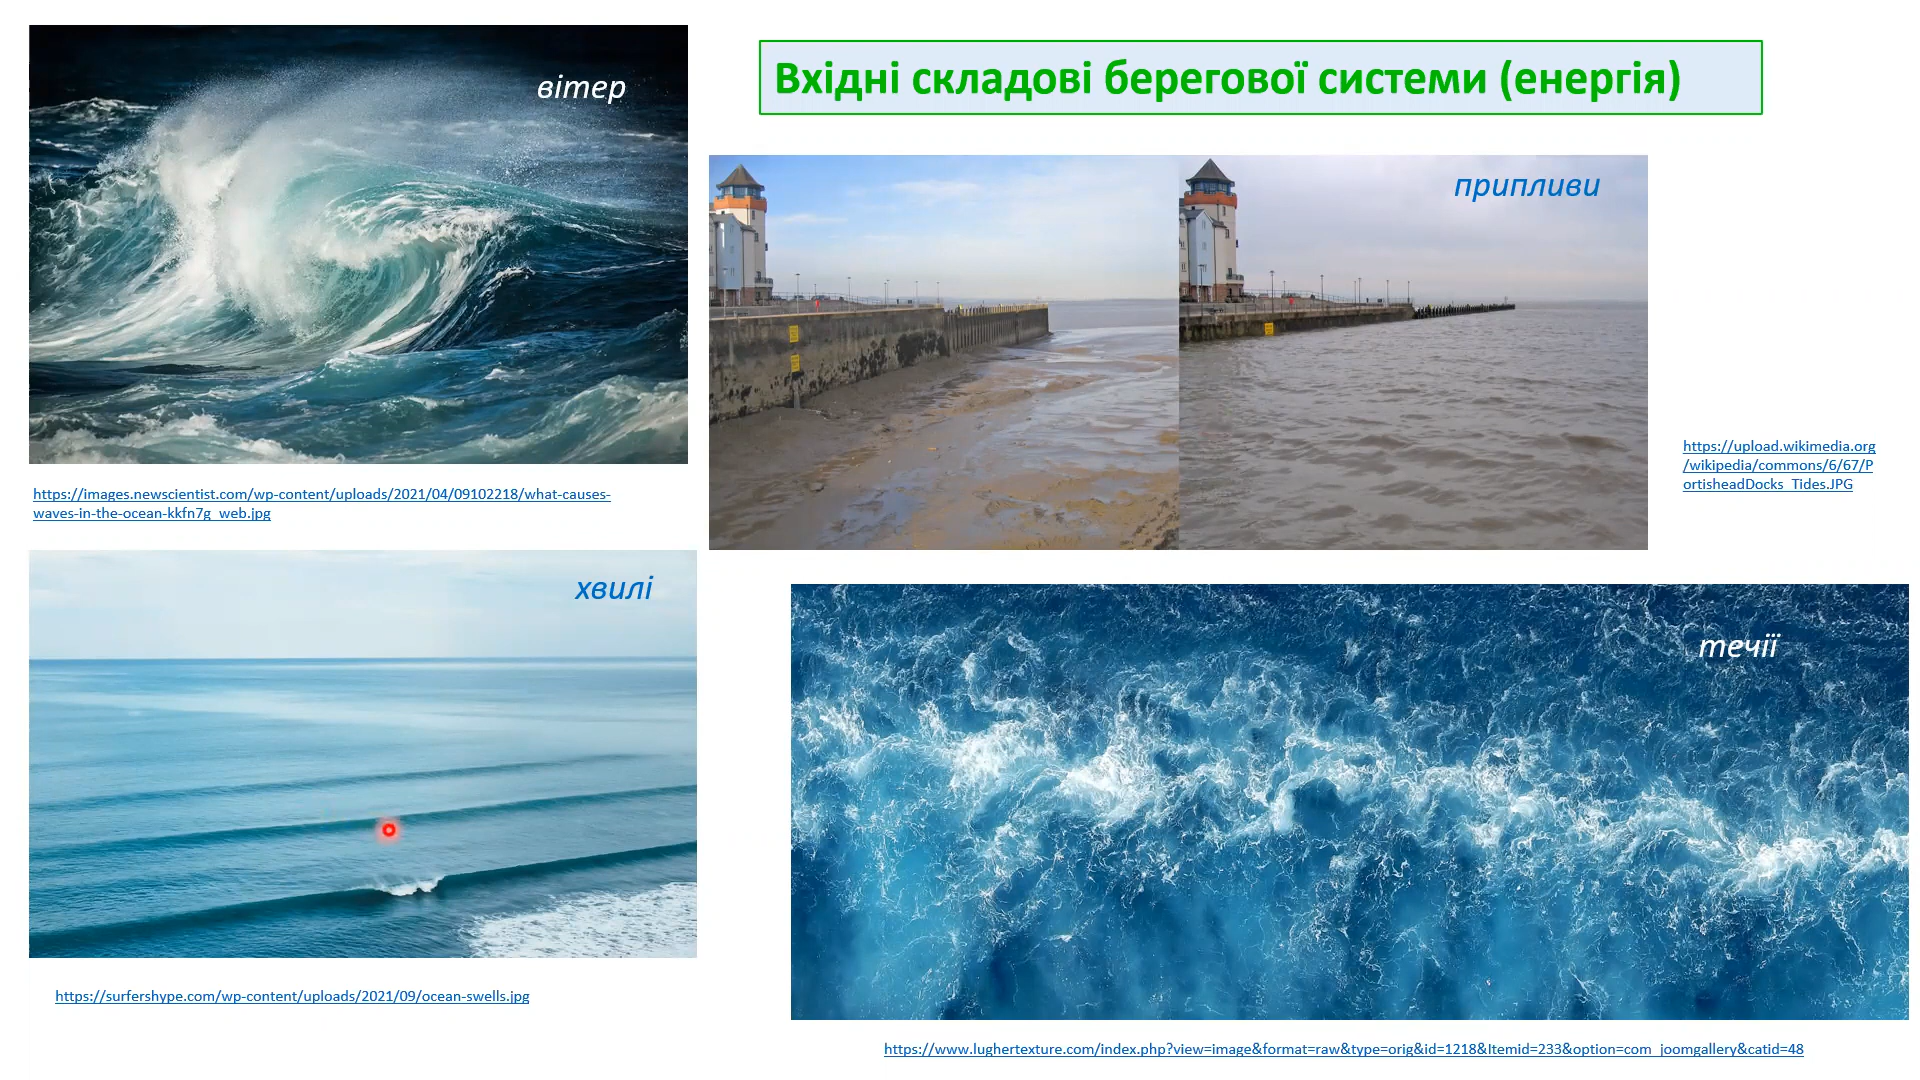 Вхідні складові берегової системи (енергія)
вітер
припливи
https://images.newscientist.com/wp-content/uploads/2021/04/09102218/what-causes-
waves-in-the-ocean-kkfn7g_web.jpg
https://upload.wikimedia.org
/wikipedia/commons/6/67/P
ortisheadDocks_Tides.JPG
хвилі
течії
https://surfershype.com/wp-content/uploads/2021/09/ocean-swells.jpg
https://www.lughertexture.com/index.php?view=image&format=raw&type=orig&id=1218&Itemid=233&option=com_joomgallery&catid=48